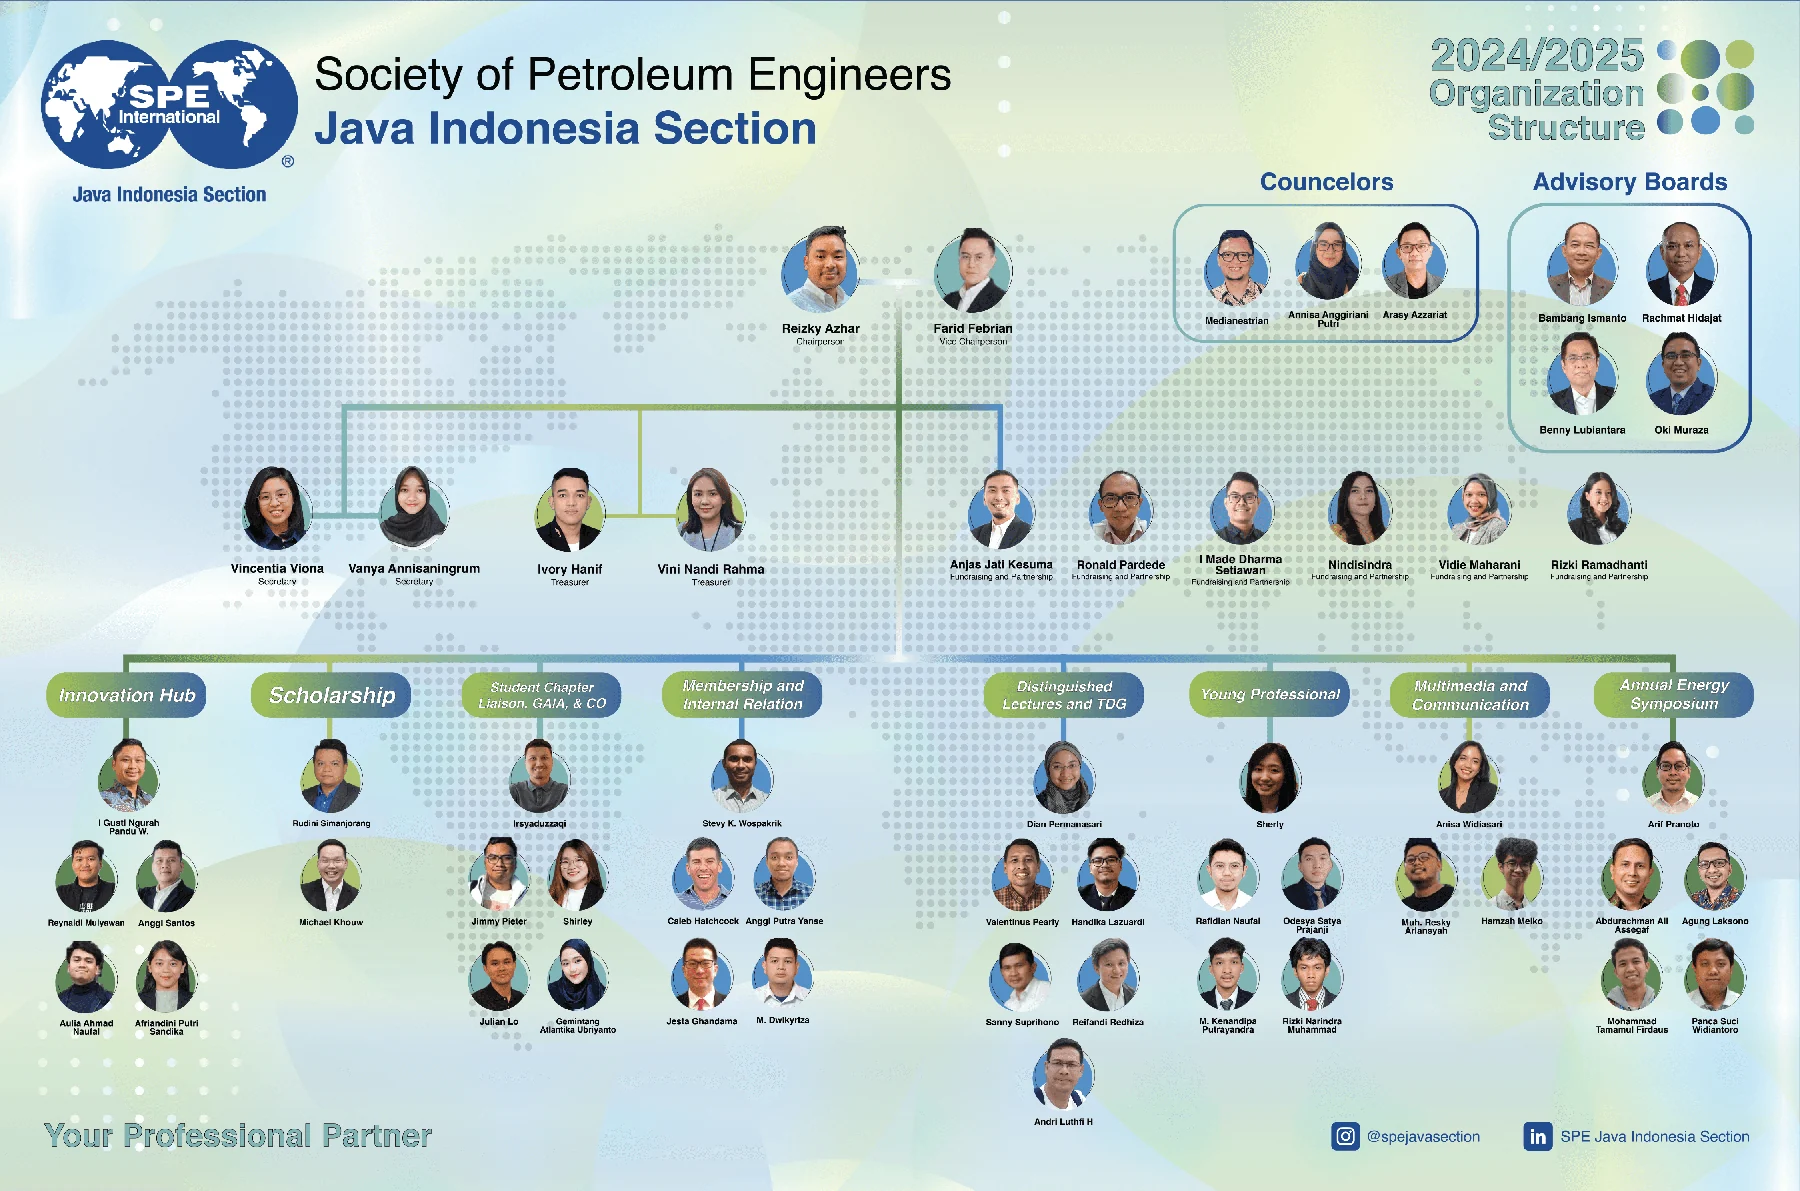 SPE
International
®
Java Indonesia Section
Society of Petroleum Engineers
Java Indonesia Section
2024/2025
Organization
Structure
Councelors
Medianestrian
Annisa Anggiriani
Putri
Arasy Azzariat
Advisory Boards
Bambang Ismanto
Rachmat Hidajat
Benny Lubiantara
Oki Muraza
Reizky Azhar
Chairperson
Farid Febrian
Vice Chairperson
Vincentia Viona
Secretary
Vanya Annisaningrum
Secretary
Ivory Hanif
Treasurer
Vini Nandi Rahma
Treasurer
Anjas Jati Kesuma
Fundraising and Partnership
Ronald Pardede
Fundraising and Partnership
I Made Dharma
Setiawan
Fundraising and Partnership
Nindisindra
Fundraising and Partnership
Vidie Maharani
Fundraising and Partnership
Rizki Ramadhanti
Fundraising and Partnership
Innovation Hub
I Gusti Ngurah
Pandu W.
Reynaldi Mulyawan
Anggi Santos
Aulia Ahmad
Naufal
Afriandini Putri
Sandika
Scholarship
Rudini Simanjorang
Michael Khouw
Student Chapter
Liaison, GAIA, & CO
Irsyaduzzaqi
Jimmy Pieter
Shirley
Julian Lo
Gemintang
Atlantika Ubriyanto
Membership and
Internal Relation
Stevy K. Wospakrik
Caleb Hatchcock
Anggi Putra Yanse
Jesta Ghandama
M. Dwikyriza
Distinguished
Lectures and TDG
Dian Permanasari
Valentinus Pearly
Handika Lazuardi
Sanny Suprihono
Reifandi Redhiza
Andri Luthfi H
Young Professional
Sherly
Rafidian Naufal
Odesya Satya
Prajanji
M. Kenandipa
Putrayandra
Rizki Narindra
Muhammad
Multimedia and
Communication
Anisa Widiasari
Muh. Resky
Ariansyah
Hamzah Meiko
Annual Energy
Symposium
Arif Pranoto
Abdurachman Ali
Assegaf
Agung Laksono
Mohammad
Tamamul Firdaus
Panca Suci
Widiantoro
Your Professional Partner
@spejavasection
in
SPE Java Indonesia Section